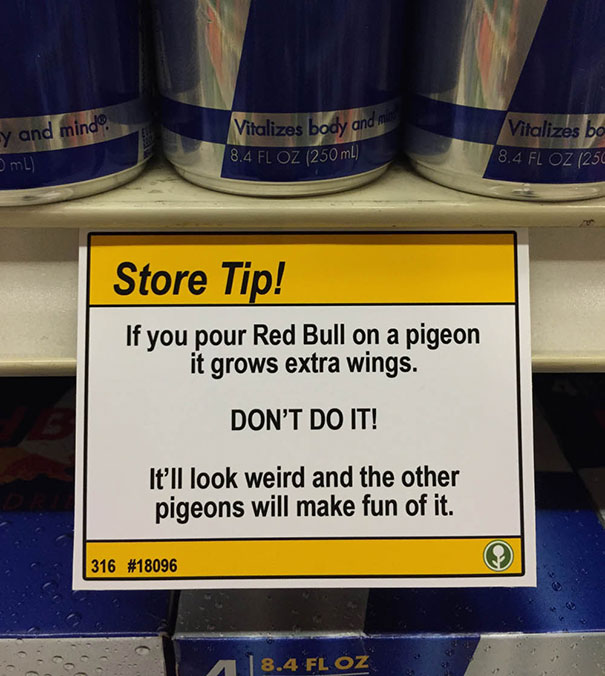 y and mind®.
mL)
Vitalizes body and
8.4 FL OZ (250 mL)
Vitalizes bo
8.4 FL OZ (250
Store Tip!
If you pour Red Bull on a pigeon
it grows extra wings.
DON'T DO IT!
It'll look weird and the other
pigeons will make fun of it.
316 #18096
8.4 FL OZ